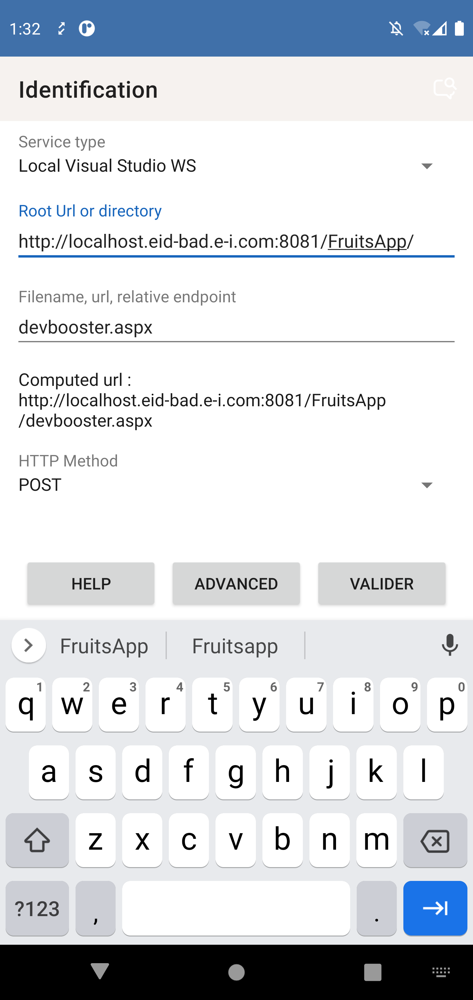 1:32
Identification
Service type
Local Visual Studio WS
Root Url or directory
http://localhost.eid-bad.e-i.com:8081/FruitsApp/
Filename, url, relative endpoint
devbooster.aspx
Computed url :
http://localhost.eid-bad.e-i.com:8081/FruitsApp
/devbooster.aspx
HTTP Method
POST
HELP ADVANCED VALIDER
FruitsApp Fruitsapp
1 2 3 4 5 6 7 8 9 0
q w e r t y u i o p
a s d f g h j k l
z x c v b n m
?123 , .